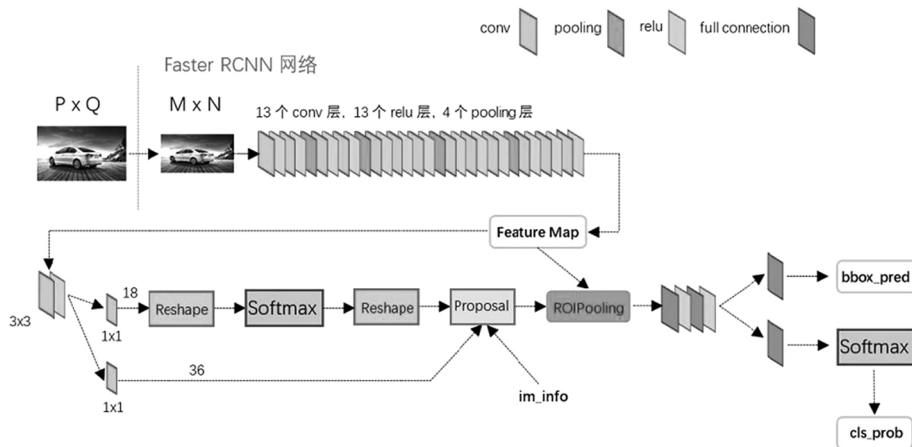 conv
pooling
relu
full connection
Faster RCNN 网络
P x Q
M x N
13 个 conv 层, 13 个 relu 层, 4 个 pooling 层
Feature Map
3x3
1x1
18
Reshape
Softmax
Reshape
Proposal
ROIPooling
bbox_pred
Softmax
1x1
36
im_info
cls_prob